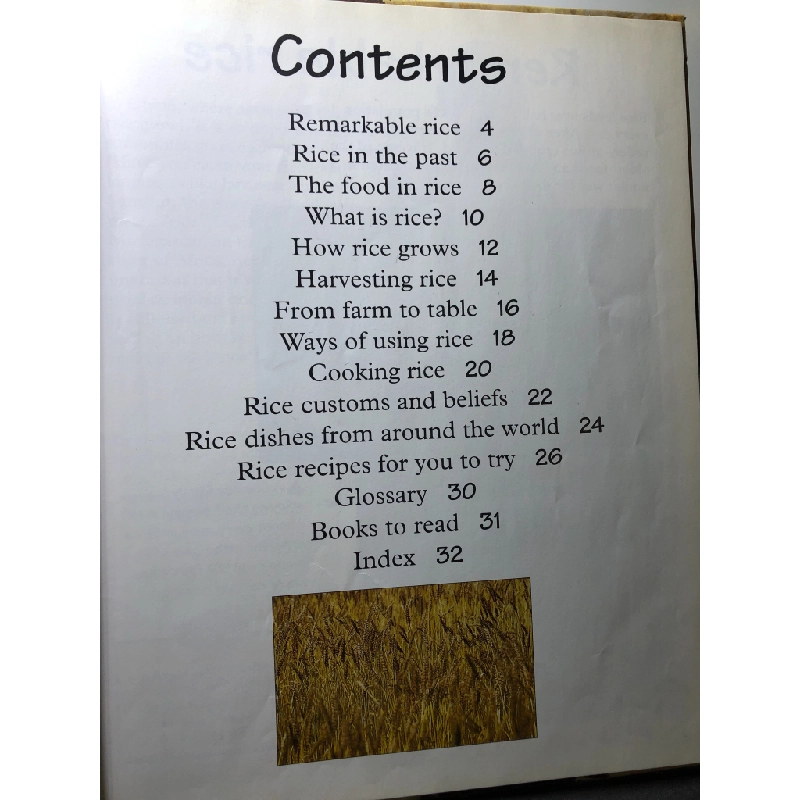 Contents
Remarkable rice 4
Rice in the past 6
The food in rice 8
What is rice? 10
How rice grows 12
Harvesting rice 14
From farm to table 16
Ways of using rice 18
Cooking rice 20
Rice customs and beliefs 22
Rice dishes from around the world 24
Rice recipes for you to try 26
Glossary 30
Books to read 31
Index 32